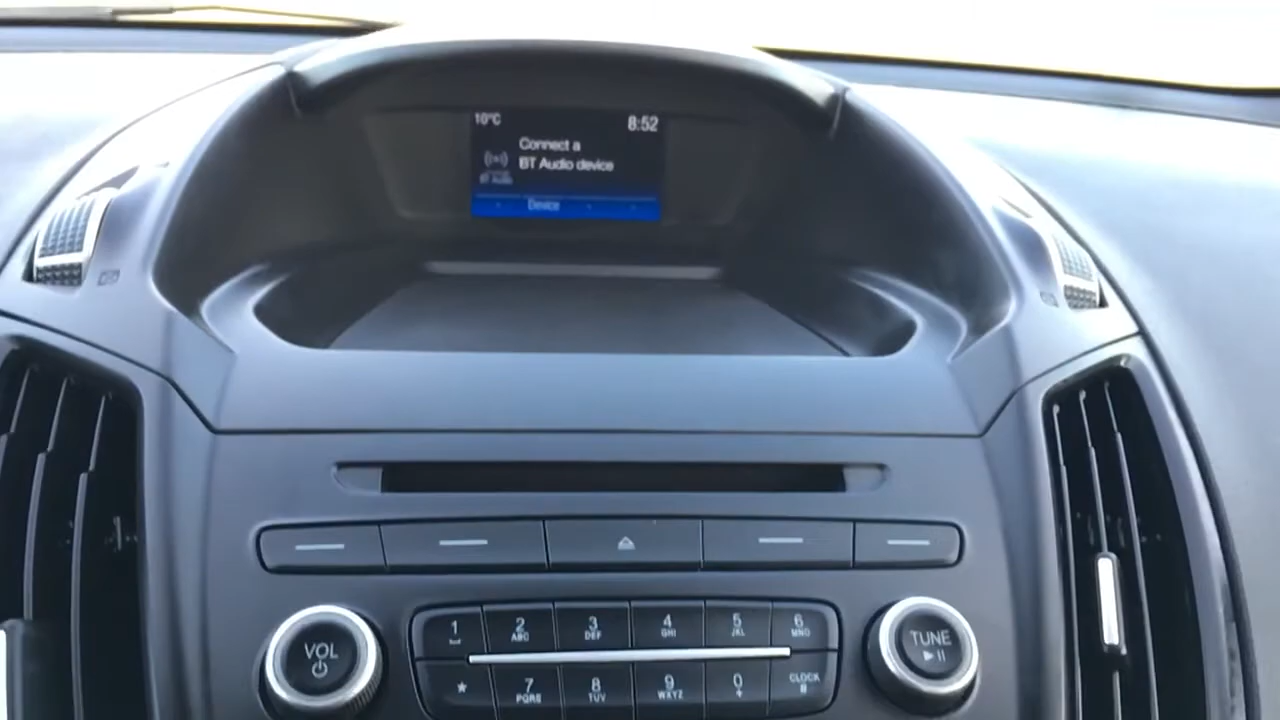 10°C
8:52
Connect a
BT Audio device
Device
VOL
TUNE
1
2
ABC
3
DEF
4
GHI
5
JKL
6
MNO
*
7
PQRS
8
TUV
9
WXYZ
0
+
CLOCK